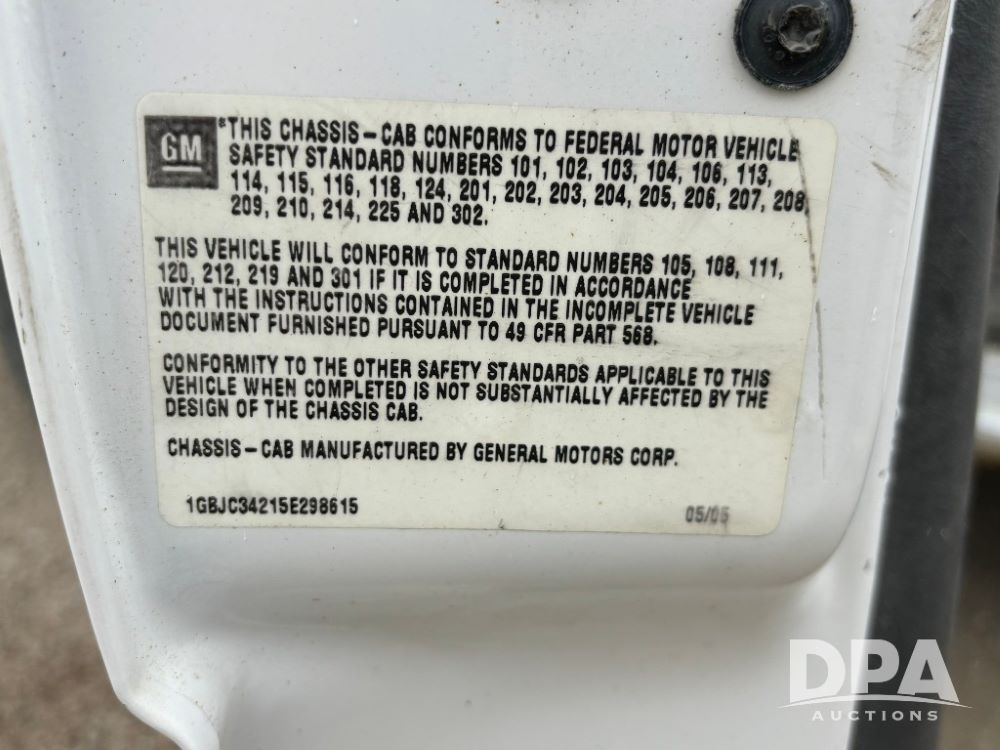 GM
THIS CHASSIS-CAB CONFORMS TO FEDERAL MOTOR VEHICLE
SAFETY STANDARD NUMBERS 101, 102, 103, 104, 106, 113,
114, 115, 116, 118, 124, 201, 202, 203, 204, 205, 206, 207, 208,
209, 210, 214, 225 AND 302.
THIS VEHICLE WILL CONFORM TO STANDARD NUMBERS 105, 108, 111,
120, 212, 219 AND 301 IF IT IS COMPLETED IN ACCORDANCE
WITH THE INSTRUCTIONS CONTAINED IN THE INCOMPLETE VEHICLE
DOCUMENT FURNISHED PURSUANT TO 49 CFR PART 568.
CONFORMITY TO THE OTHER SAFETY STANDARDS APPLICABLE TO THIS
VEHICLE WHEN COMPLETED IS NOT SUBSTANTIALLY AFFECTED BY THE
DESIGN OF THE CHASSIS CAB.
CHASSIS-CAB MANUFACTURED BY GENERAL MOTORS CORP.
1GBJC34215E298615 05/05
DPA
AUCTIONS